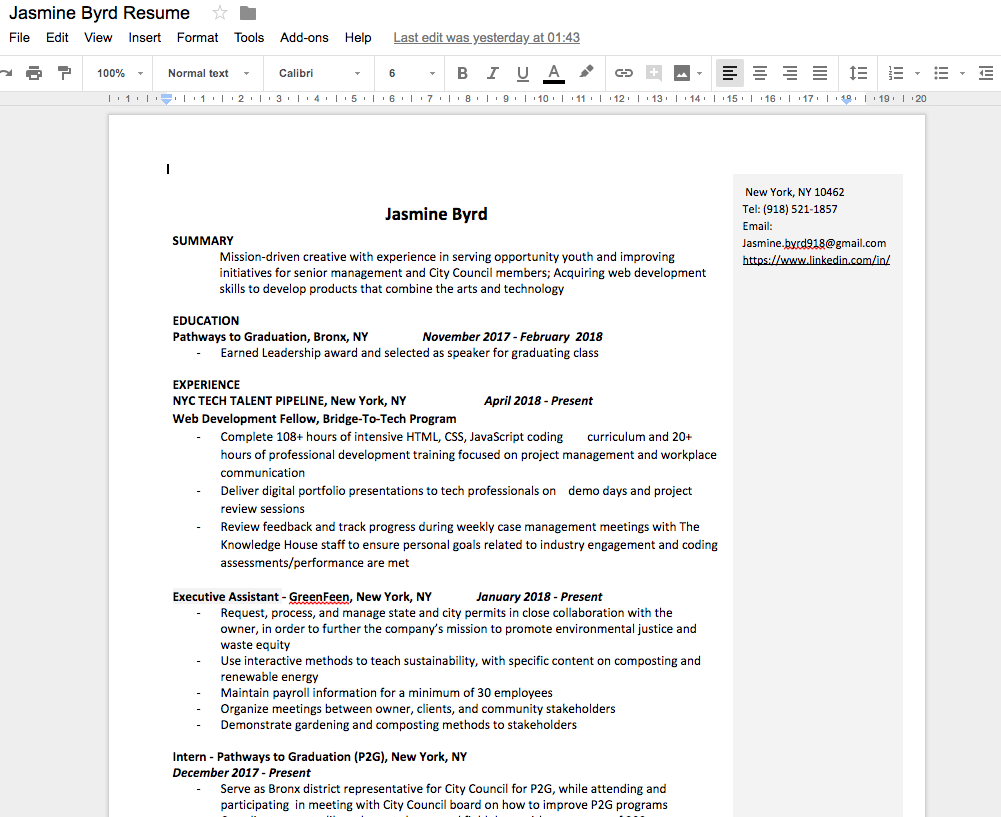 Jasmine Byrd Resume
File Edit View Insert Format Tools Add-ons Help Last edit was yesterday at 01:43
100% Normal text Calibri 6 B I U A
1 1 2 3 4 5 6 7 8 9 10 11 12 13 14 15 16 17 18 19 20
Jasmine Byrd
SUMMARY
Mission-driven creative with experience in serving opportunity youth and improving
initiatives for senior management and City Council members; Acquiring web development
skills to develop products that combine the arts and technology
EDUCATION
Pathways to Graduation, Bronx, NY November 2017 - February 2018
- Earned Leadership award and selected as speaker for graduating class
EXPERIENCE
NYC TECH TALENT PIPELINE, New York, NY April 2018 - Present
Web Development Fellow, Bridge-To-Tech Program
- Complete 108+ hours of intensive HTML, CSS, JavaScript coding curriculum and 20+
hours of professional development training focused on project management and workplace
communication
- Deliver digital portfolio presentations to tech professionals on demo days and project
review sessions
- Review feedback and track progress during weekly case management meetings with The
Knowledge House staff to ensure personal goals related to industry engagement and coding
assessments/performance are met
Executive Assistant - GreenFeen, New York, NY January 2018 - Present
- Request, process, and manage state and city permits in close collaboration with the
owner, in order to further the company's mission to promote environmental justice and
waste equity
- Use interactive methods to teach sustainability, with specific content on composting and
renewable energy
- Maintain payroll information for a minimum of 30 employees
- Organize meetings between owner, clients, and community stakeholders
- Demonstrate gardening and composting methods to stakeholders
Intern - Pathways to Graduation (P2G), New York, NY
December 2017 - Present
- Serve as Bronx district representative for City Council for P2G, while attending and
participating in meeting with City Council board on how to improve P2G programs
New York, NY 10462
Tel: (918) 521-1857
Email:
Jasmine.byrd918@gmail.com
https://www.linkedin.com/in/